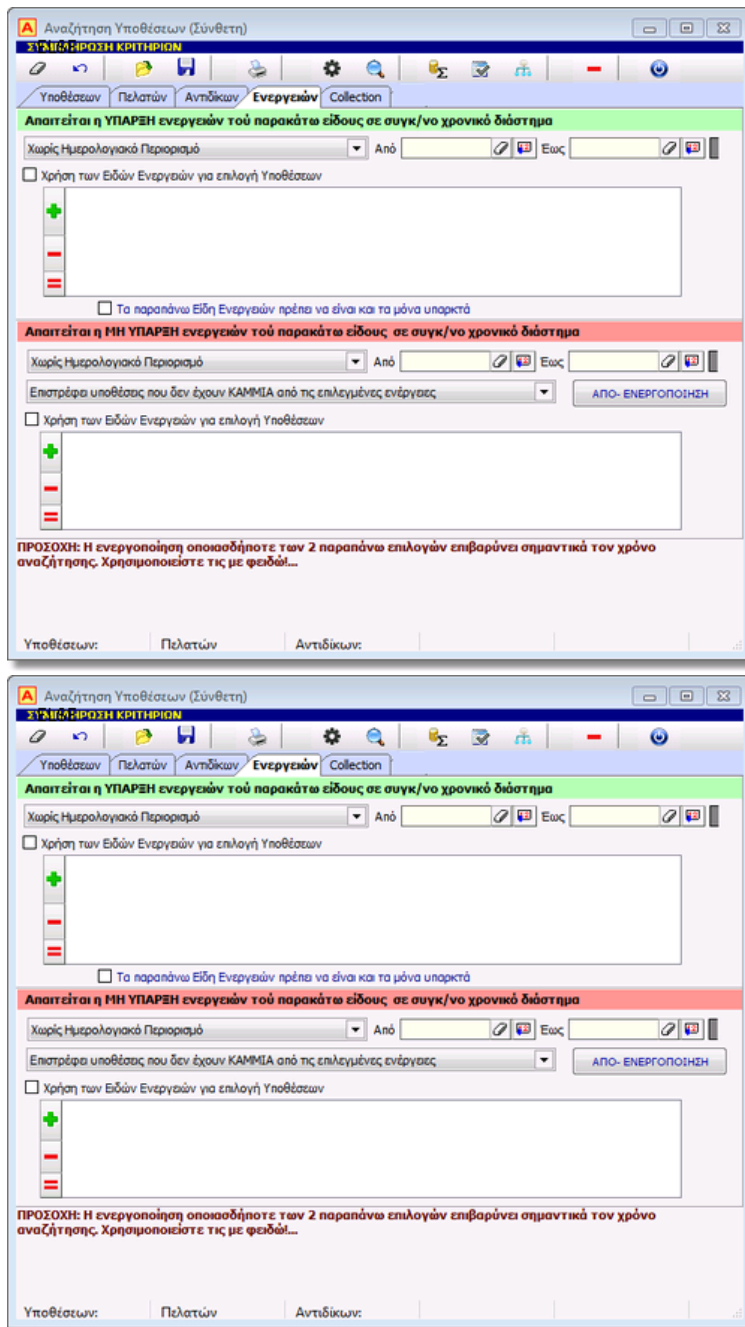 Αναζήτηση Υποθέσεων (Σύνθετη)
ΣΥΜΠΛΗΡΩΣΗ ΚΡΙΤΗΡΙΩΝ
Υποθέσεων Πελατών Αντιδίκων Ενεργειών Collection
Απαιτείται η ΥΠΑΡΞΗ ενεργειών τού παρακάτω είδους σε συγκ/νο χρονικό διάστημα
Χωρίς Ημερολογιακό Περιορισμό Από Έως
Χρήση των Ειδών Ενεργειών για επιλογή Υποθέσεων
Τα παραπάνω Είδη Ενεργειών πρέπει να είναι και τα μόνα υπαρκτά
Απαιτείται η ΜΗ ΥΠΑΡΞΗ ενεργειών τού παρακάτω είδους σε συγκ/νο χρονικό διάστημα
Χωρίς Ημερολογιακό Περιορισμό Από Έως
Επιστρέφει υποθέσεις που δεν έχουν ΚΑΜΜΙΑ από τις επιλεγμένες ενέργειες ΑΠΟ- ΕΝΕΡΓΟΠΟΙΗΣΗ
Χρήση των Ειδών Ενεργειών για επιλογή Υποθέσεων
ΠΡΟΣΟΧΗ: Η ενεργοποίηση οποιασδήποτε των 2 παραπάνω επιλογών επιβαρύνει σημαντικά τον χρόνο
αναζήτησης. Χρησιμοποιείστε τις με φειδώ!...
Υποθέσεων: Πελατών Αντιδίκων:
Αναζήτηση Υποθέσεων (Σύνθετη)
ΣΥΜΠΛΗΡΩΣΗ ΚΡΙΤΗΡΙΩΝ
Υποθέσεων Πελατών Αντιδίκων Ενεργειών Collection
Απαιτείται η ΥΠΑΡΞΗ ενεργειών τού παρακάτω είδους σε συγκ/νο χρονικό διάστημα
Χωρίς Ημερολογιακό Περιορισμό Από Έως
Χρήση των Ειδών Ενεργειών για επιλογή Υποθέσεων
Τα παραπάνω Είδη Ενεργειών πρέπει να είναι και τα μόνα υπαρκτά
Απαιτείται η ΜΗ ΥΠΑΡΞΗ ενεργειών τού παρακάτω είδους σε συγκ/νο χρονικό διάστημα
Χωρίς Ημερολογιακό Περιορισμό Από Έως
Επιστρέφει υποθέσεις που δεν έχουν ΚΑΜΜΙΑ από τις επιλεγμένες ενέργειες ΑΠΟ- ΕΝΕΡΓΟΠΟΙΗΣΗ
Χρήση των Ειδών Ενεργειών για επιλογή Υποθέσεων
ΠΡΟΣΟΧΗ: Η ενεργοποίηση οποιασδήποτε των 2 παραπάνω επιλογών επιβαρύνει σημαντικά τον χρόνο
αναζήτησης. Χρησιμοποιείστε τις με φειδώ!...
Υποθέσεων: Πελατών Αντιδίκων: